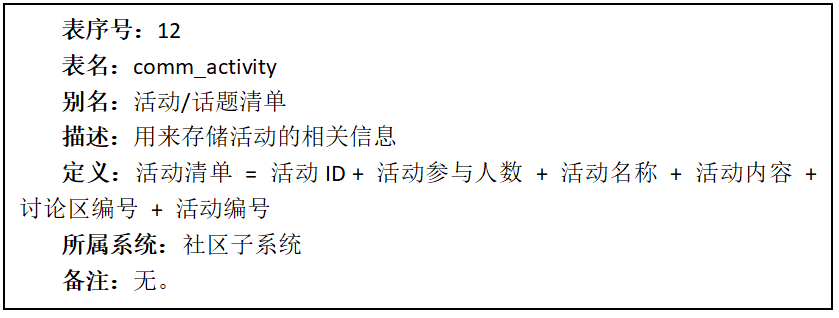 表序号：12
表名：comm_activity
别名：活动/话题清单
描述：用来存储活动的相关信息
定义：活动清单 = 活动 ID + 活动参与人数 + 活动名称 + 活动内容 +
讨论区编号 + 活动编号
所属系统：社区子系统
备注：无。